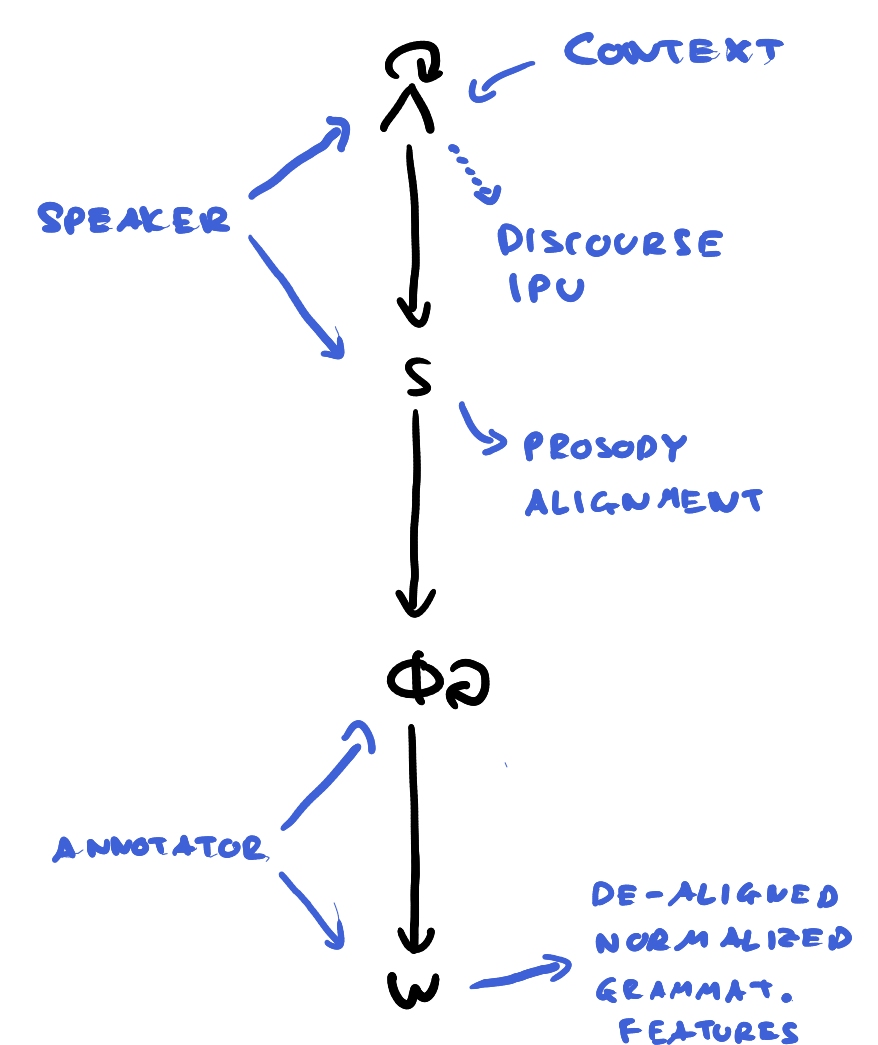 CONTEXT
Λ
SPEAKER
DISCOURSE
IPU
S
PROSODY
ALIGNMENT
Φ
ANNOTATOR
DE-ALIGNED
NORMALIZED
W
GRAMMAT.
FEATURES